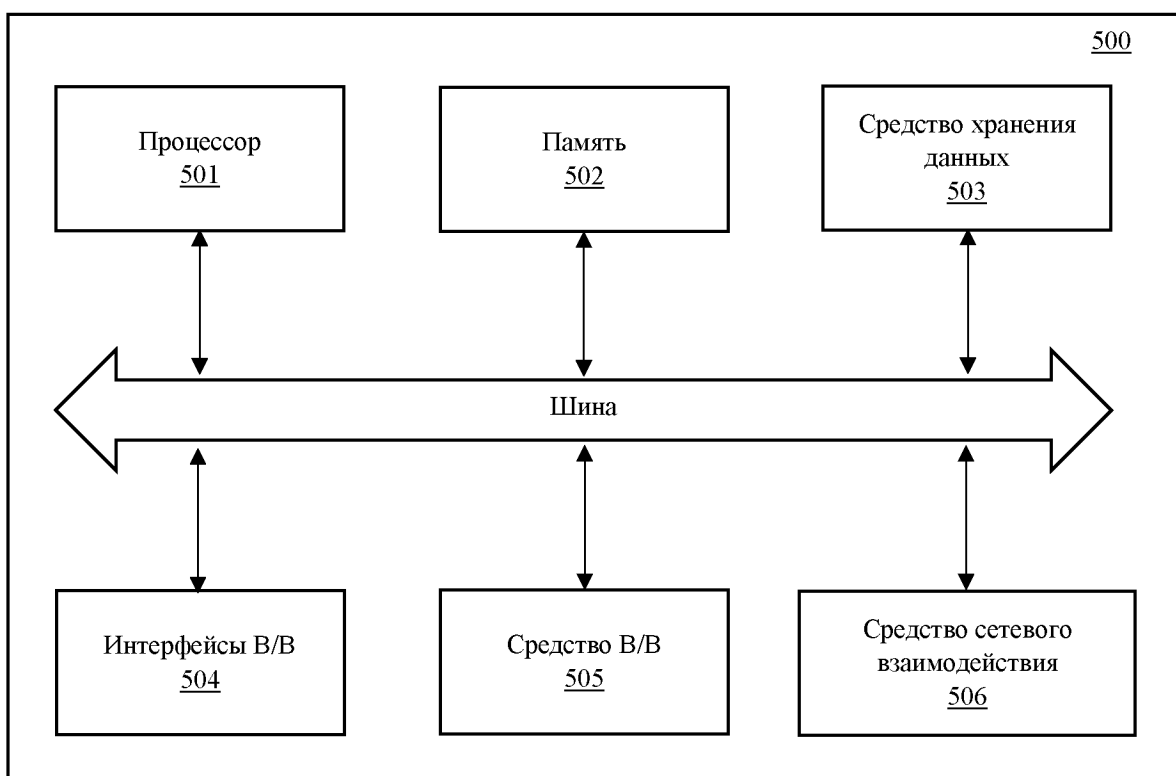 500
Процессор
501
Память
502
Средство хранения
данных
503
Шина
Интерфейсы В/В
504
Средство В/В
505
Средство сетевого
взаимодействия
506